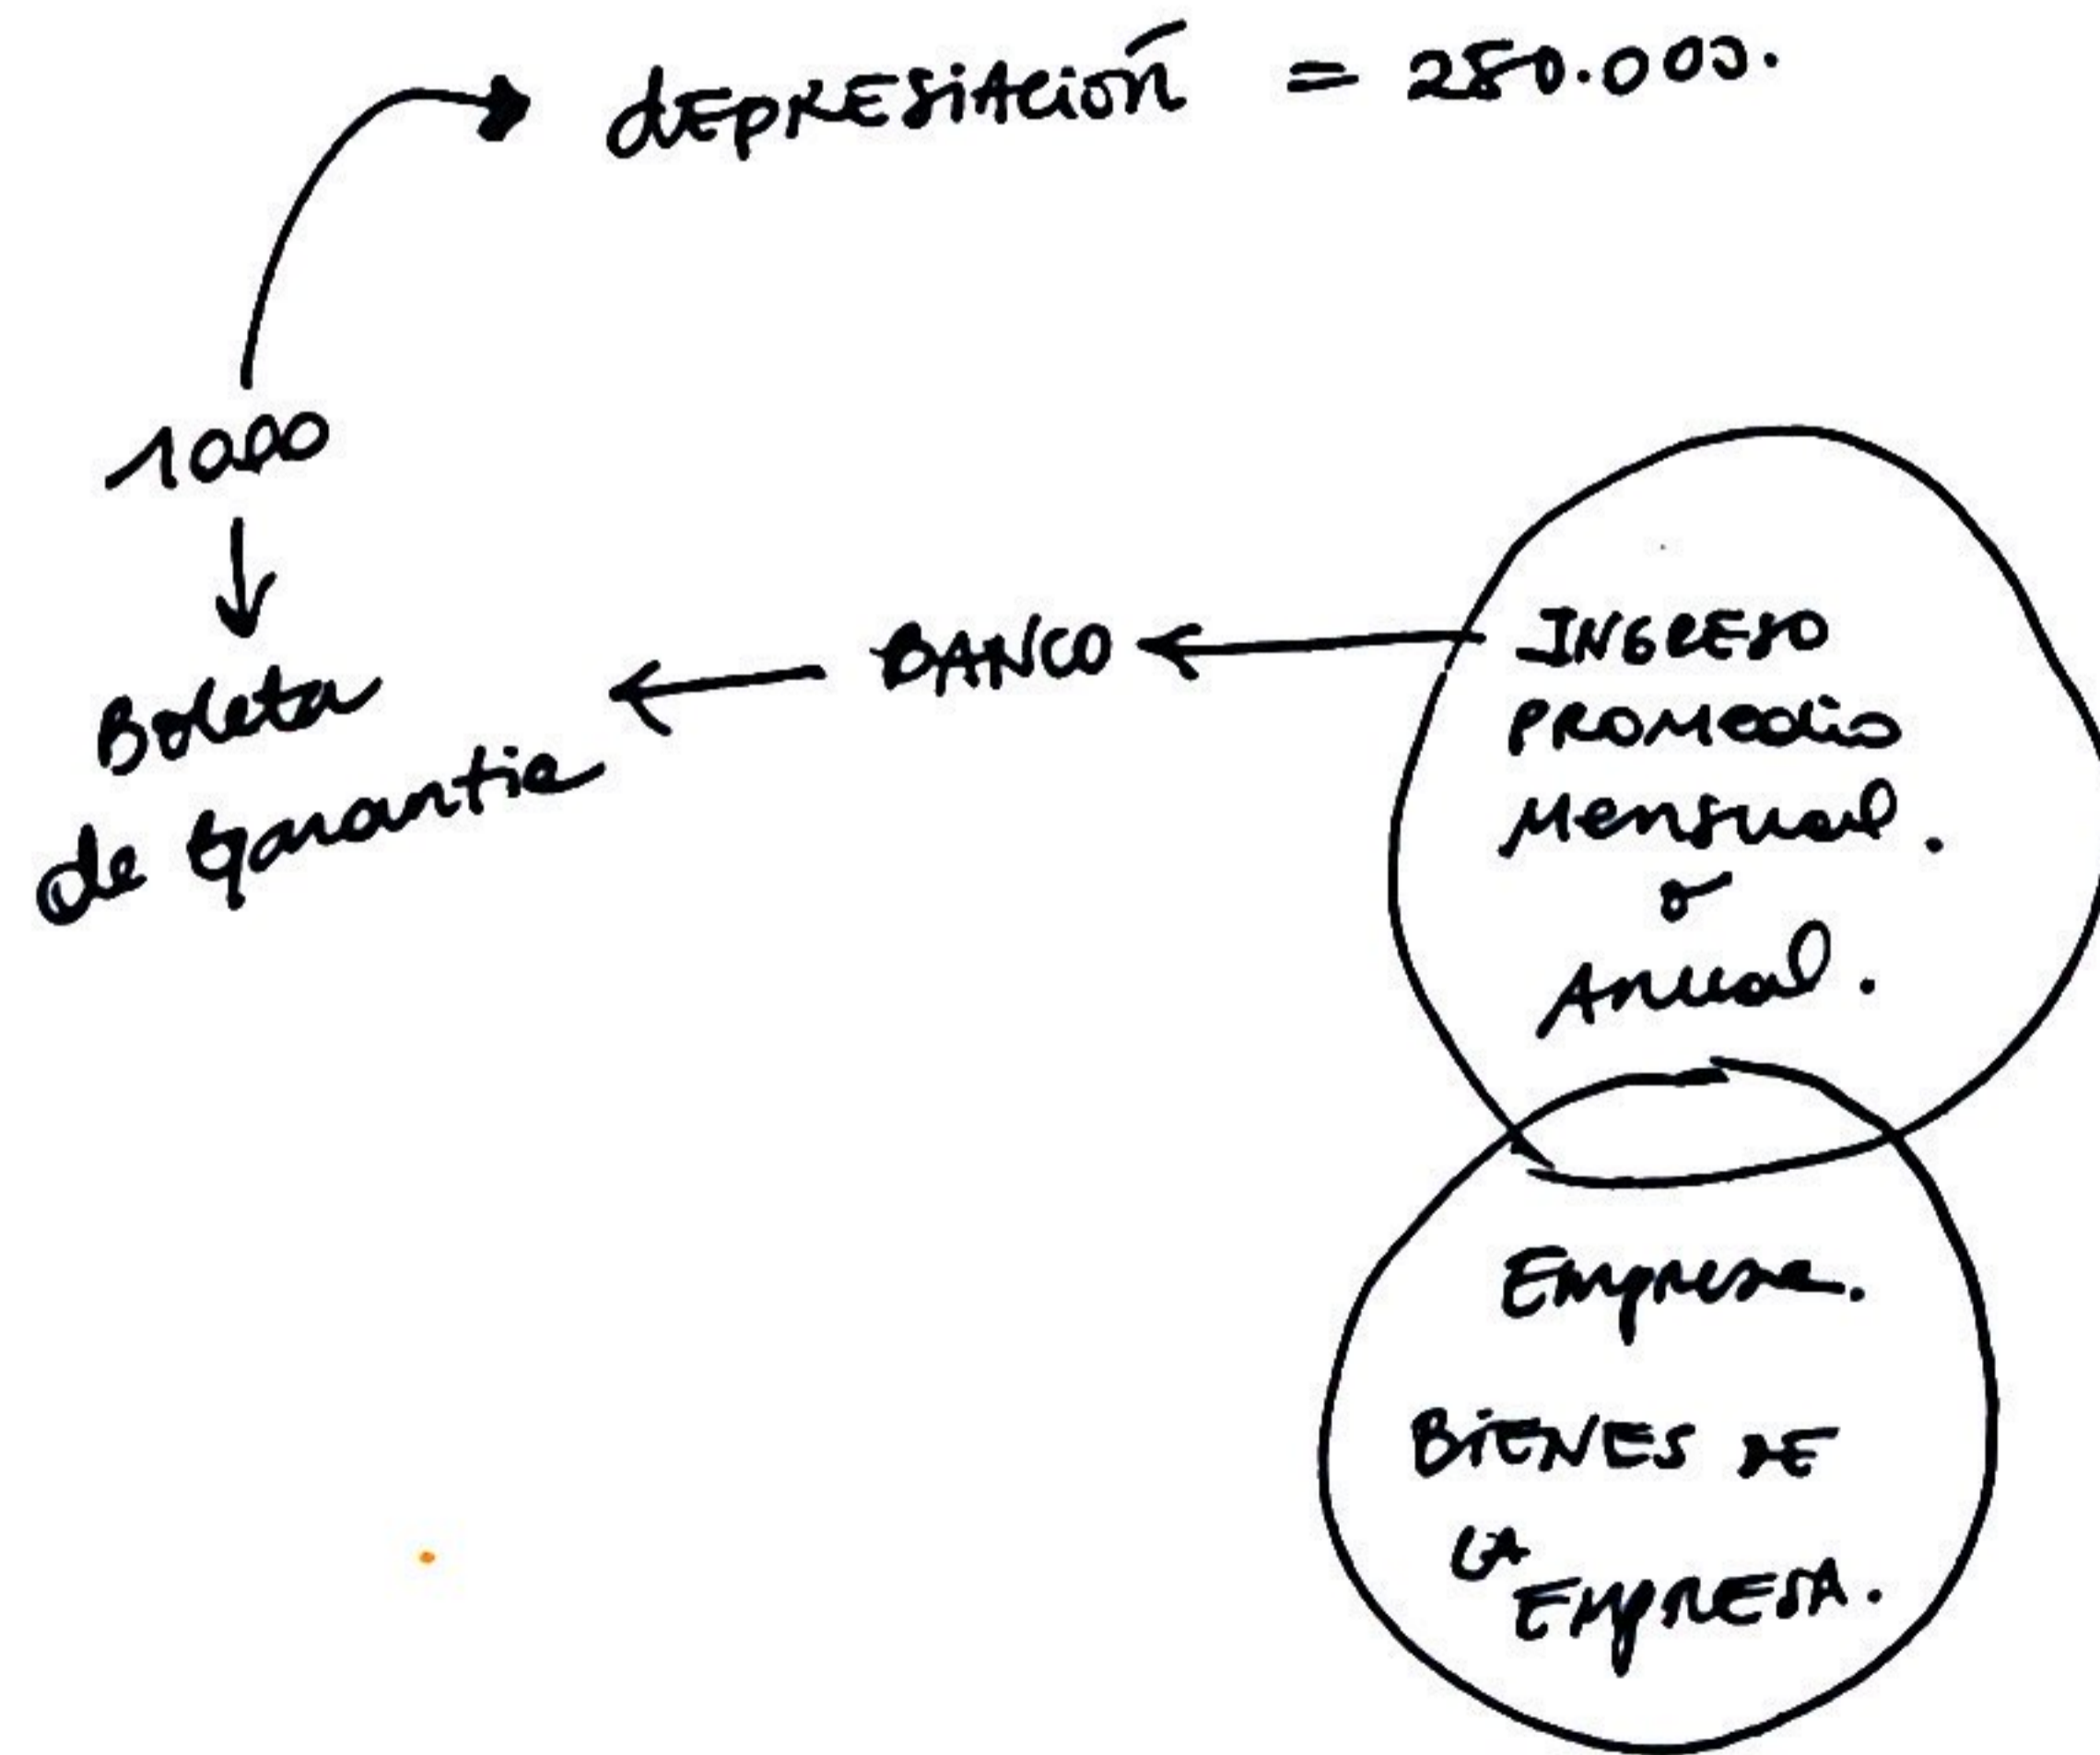 depresiación = 280.000.
1000
Boleta
de garantia
BANCO
INGRESO
PROMedio
Mensual.
o
Anual.
Empresa.
BiENES DE
LA
EMPRESA.